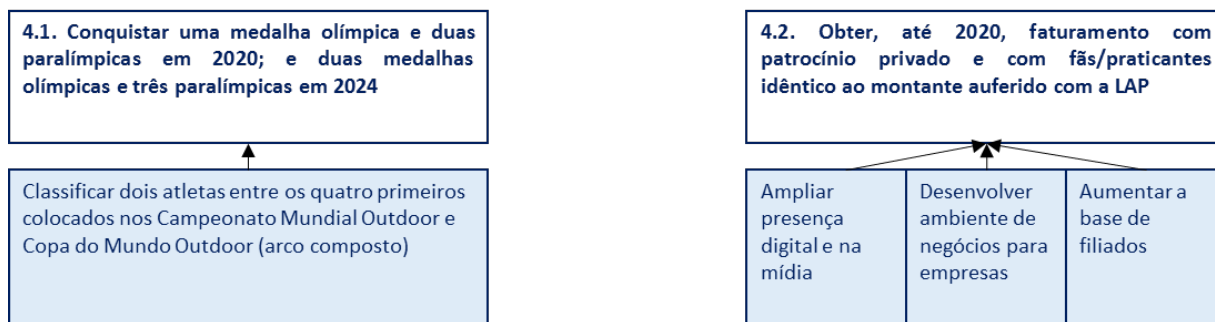 4.1. Conquistar uma medalha olímpica e duas
paralímpicas em 2020; e duas medalhas
olímpicas e três paralímpicas em 2024
Classificar dois atletas entre os quatro primeiros
colocados nos Campeonato Mundial Outdoor e
Copa do Mundo Outdoor (arco composto)
4.2. Obter, até 2020, faturamento com
patrocínio privado e com fãs/praticantes
idêntico ao montante auferido com a LAP
Ampliar
presença
digital e na
mídia
Desenvolver
ambiente de
negócios para
empresas
Aumentar a
base de
filiados